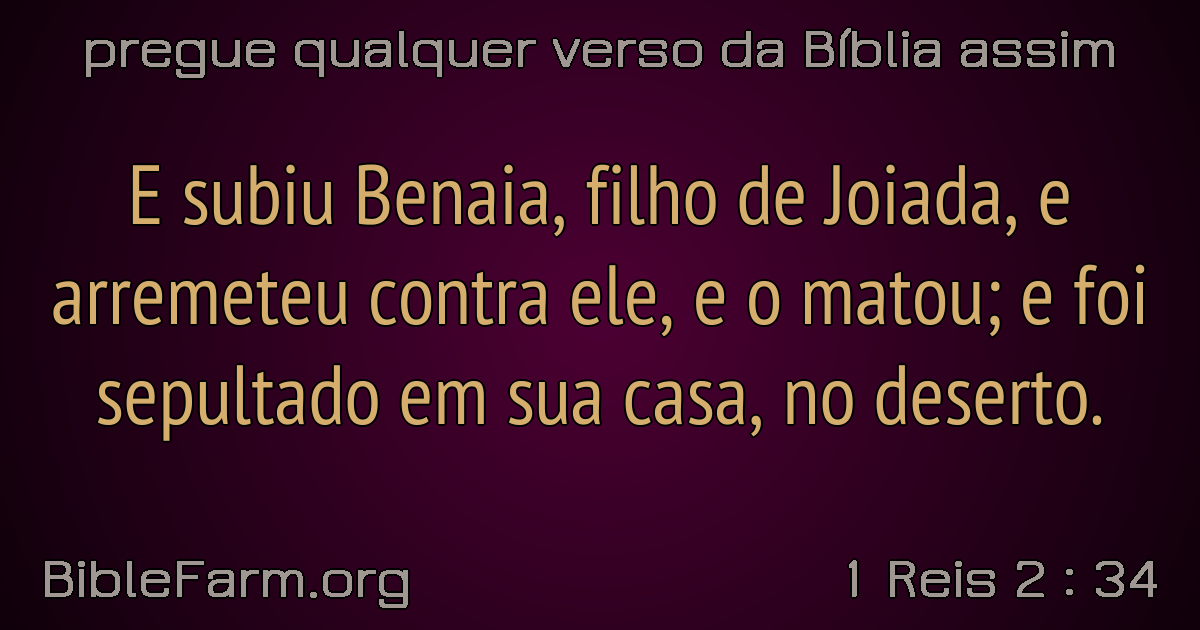 pregue qualquer verso da Bíblia assim
E subiu Benaia, filho de Joiada, e
arremeteu contra ele, e o matou; e foi
sepultado em sua casa, no deserto.
BibleFarm.org
1 Reis 2 : 34